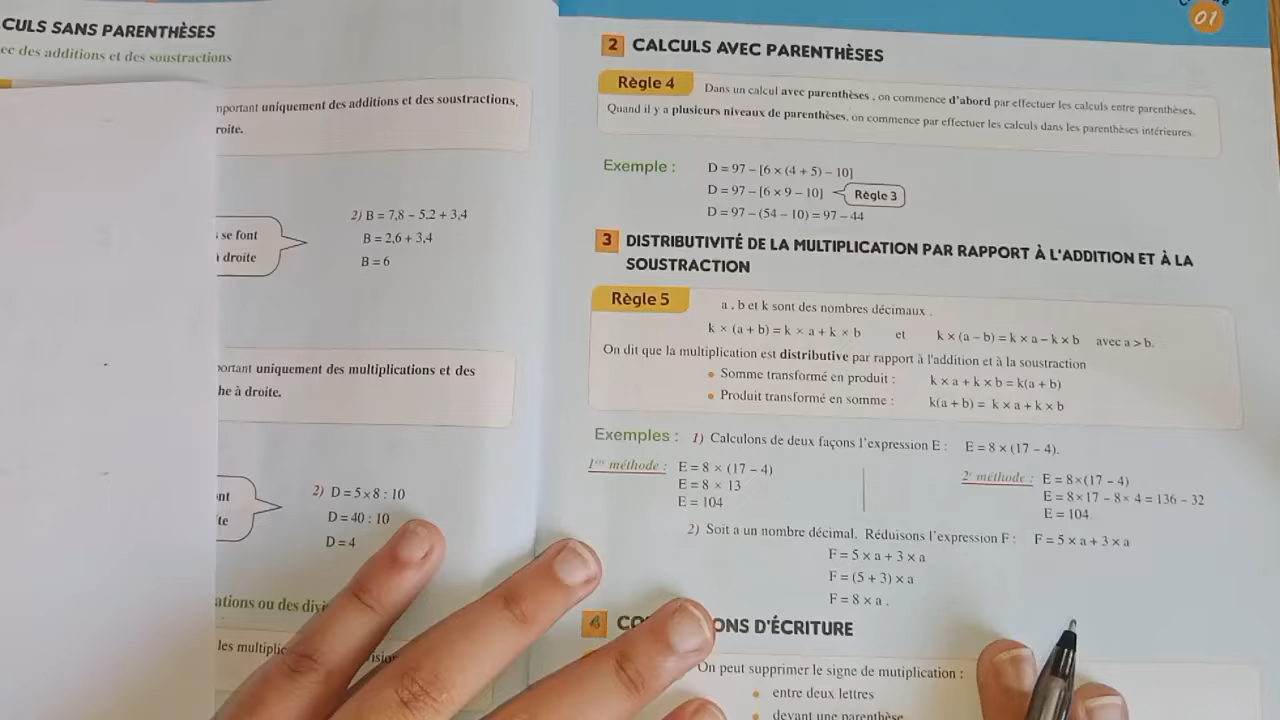 CULS SANS PARENTHÈSES
ec des additions et des soustractions
mportant uniquement des additions et des soustractions,
roite.
2) B = 7,8 – 5,2 + 3,4
se font
B = 2,6 + 3,4
droite
B = 6
portant uniquement des multiplications et des
he à droite.
2) D = 5 x 8 : 10
nt
D = 40 : 10
te
D = 4
ations ou des divi
les multiplic
01
2 CALCULS AVEC PARENTHÈSES
Règle 4 Dans un calcul avec parenthèses , on commence d'abord par effectuer les calculs entre parenthèses.
Quand il y a plusieurs niveaux de parenthèses, on commence par effectuer les calculs dans les parenthèses intérieures.
Exemple : D = 97 – [6 × (4 + 5) – 10]
D = 97 – [6 × 9 – 10] Règle 3
D = 97 – (54 – 10) = 97 – 44
3 DISTRIBUTIVITÉ DE LA MULTIPLICATION PAR RAPPORT À L'ADDITION ET À LA
SOUSTRACTION
Règle 5 a , b et k sont des nombres décimaux .
k × (a + b) = k × a + k × b et k × (a – b) = k × a – k × b avec a > b.
On dit que la multiplication est distributive par rapport à l'addition et à la soustraction
• Somme transformé en produit : k × a + k × b = k(a + b)
• Produit transformé en somme : k(a + b) = k × a + k × b
Exemples : 1) Calculons de deux façons l'expression E : E = 8 × (17 – 4).
1ère méthode : E = 8 × (17 – 4)
E = 8 × 13
E = 104
2e méthode : E = 8×(17 – 4)
E = 8×17 – 8× 4 = 136 – 32
E = 104
2) Soit a un nombre décimal. Réduisons l'expression F : F = 5 × a + 3 × a
F = 5 × a + 3 × a
F = (5 + 3) × a
F = 8 × a .
4 CO ONS D'ÉCRITURE
On peut supprimer le signe de mutiplication :
• entre deux lettres
• devant une parenthèse